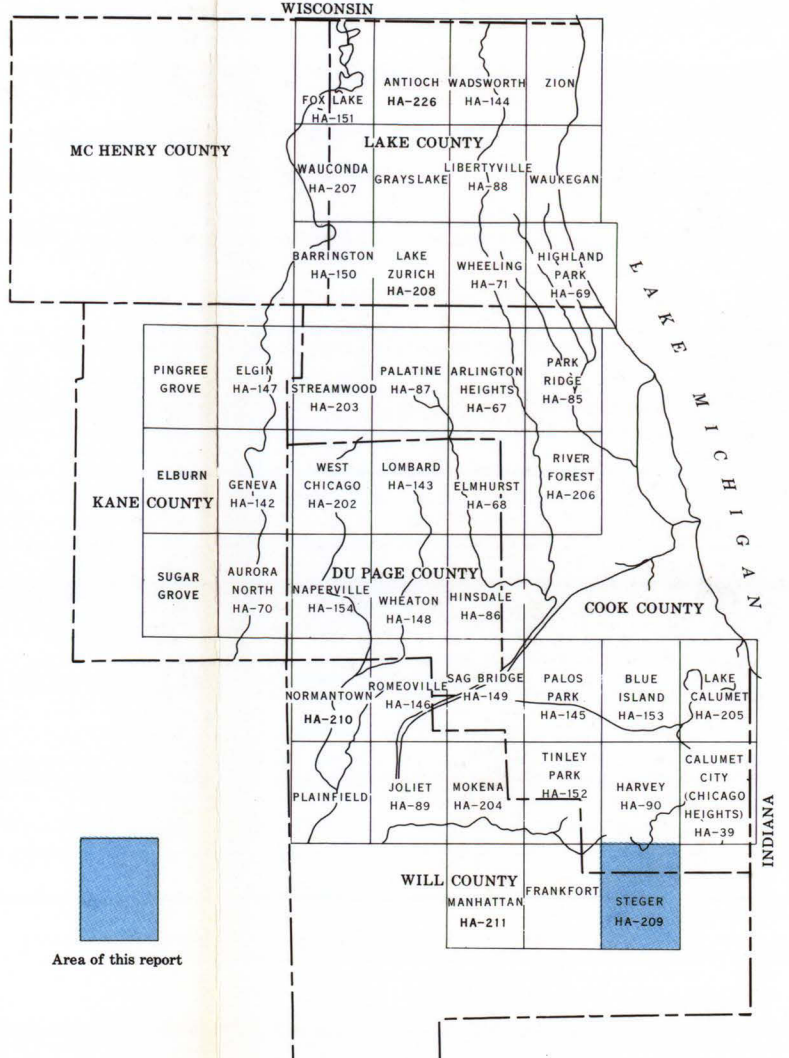 WISCONSIN
FOX LAKE
HA-151
ANTIOCH
HA-226
WADSWORTH
HA-144
ZION
MC HENRY COUNTY
LAKE COUNTY
WAUCONDA
HA-207
GRAYSLAKE
LIBERTYVILLE
HA-88
WAUKEGAN
BARRINGTON
HA-150
LAKE
ZURICH
HA-208
WHEELING
HA-71
HIGHLAND
PARK
HA-69
LAKE MICHIGAN
PINGREE
GROVE
ELGIN
HA-147
STREAMWOOD
HA-203
PALATINE
HA-87
ARLINGTON
HEIGHTS
HA-67
PARK
RIDGE
HA-85
ELBURN
KANE COUNTY
GENEVA
HA-142
WEST
CHICAGO
HA-202
LOMBARD
HA-143
ELMHURST
HA-68
RIVER
FOREST
HA-206
SUGAR
GROVE
AURORA
NORTH
HA-70
DU PAGE COUNTY
NAPERVILLE
HA-154
WHEATON
HA-148
HINSDALE
HA-86
COOK COUNTY
NORMANTOWN
HA-210
ROMEOVILLE
HA-146
SAG BRIDGE
HA-149
PALOS
PARK
HA-145
BLUE
ISLAND
HA-153
LAKE
CALUMET
HA-205
PLAINFIELD
JOLIET
HA-89
MOKENA
HA-204
TINLEY
PARK
HA-152
HARVEY
HA-90
CALUMET
CITY
(CHICAGO
HEIGHTS)
HA-39
INDIANA
WILL COUNTY
MANHATTAN
HA-211
FRANKFORT
STEGER
HA-209
Area of this report